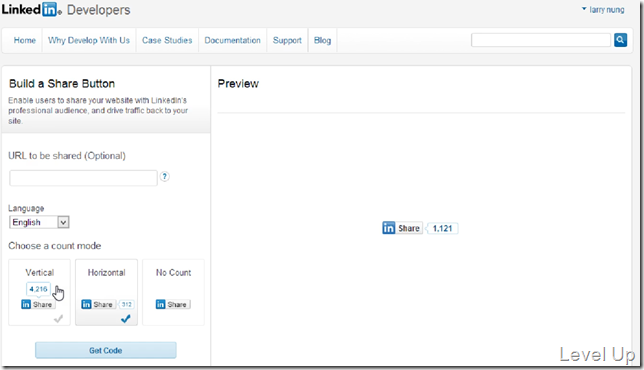 Linked in Developers
larry nung
Home Why Develop With Us Case Studies Documentation Support Blog
Build a Share Button
Enable users to share your website with LinkedIn's
professional audience, and drive traffic back to your
site.
URL to be shared (Optional)
?
Language
English
Choose a count mode
Vertical
4,216
in Share
Horizontal
in Share 312
No Count
in Share
Get Code
Preview
in Share 1,121
Level Up